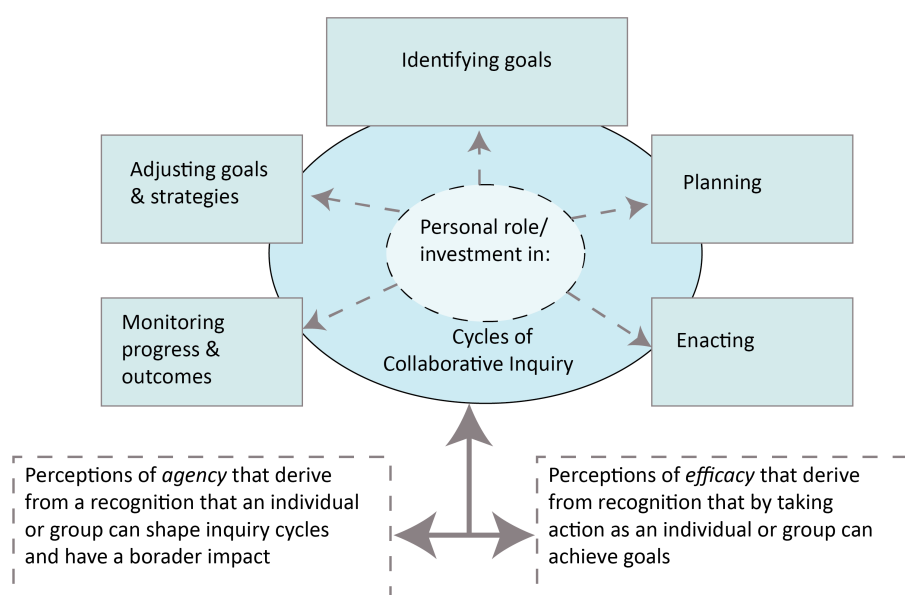 Identifying goals
Adjusting goals
& strategies
Planning
Personal role/
investment in:
Monitoring
progress &
outcomes
Enacting
Cycles of
Collaborative Inquiry
Perceptions of agency that derive
from a recognition that an individual
or group can shape inquiry cycles
and have a borader impact
Perceptions of efficacy that derive
from recognition that by taking
action as an individual or group can
achieve goals